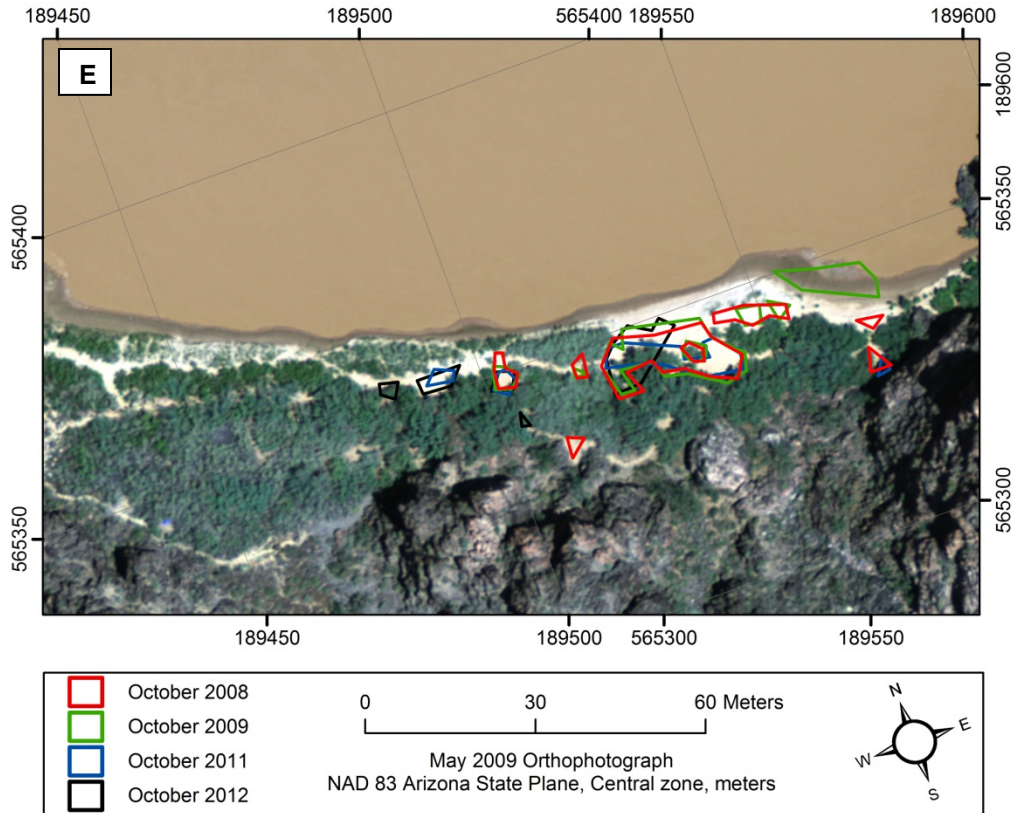 189450 189500 565400 189550 189600
E
189600
565350
565400
565300
565350
189450 189500 565300 189550
October 2008
October 2009
October 2011
October 2012
0 30 60 Meters
May 2009 Orthophotograph
NAD 83 Arizona State Plane, Central zone, meters
N
E
W
S